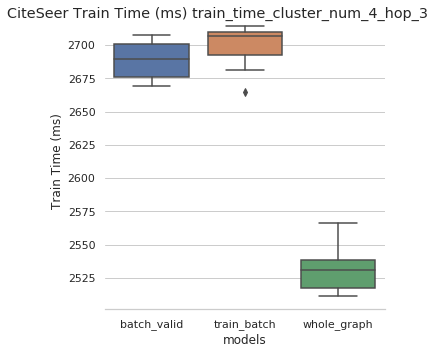 CiteSeer Train Time (ms) train_time_cluster_num_4_hop_3
2700
2675
2650
2625
2600
2575
2550
2525
Train Time (ms)
batch_valid
train_batch
whole_graph
models